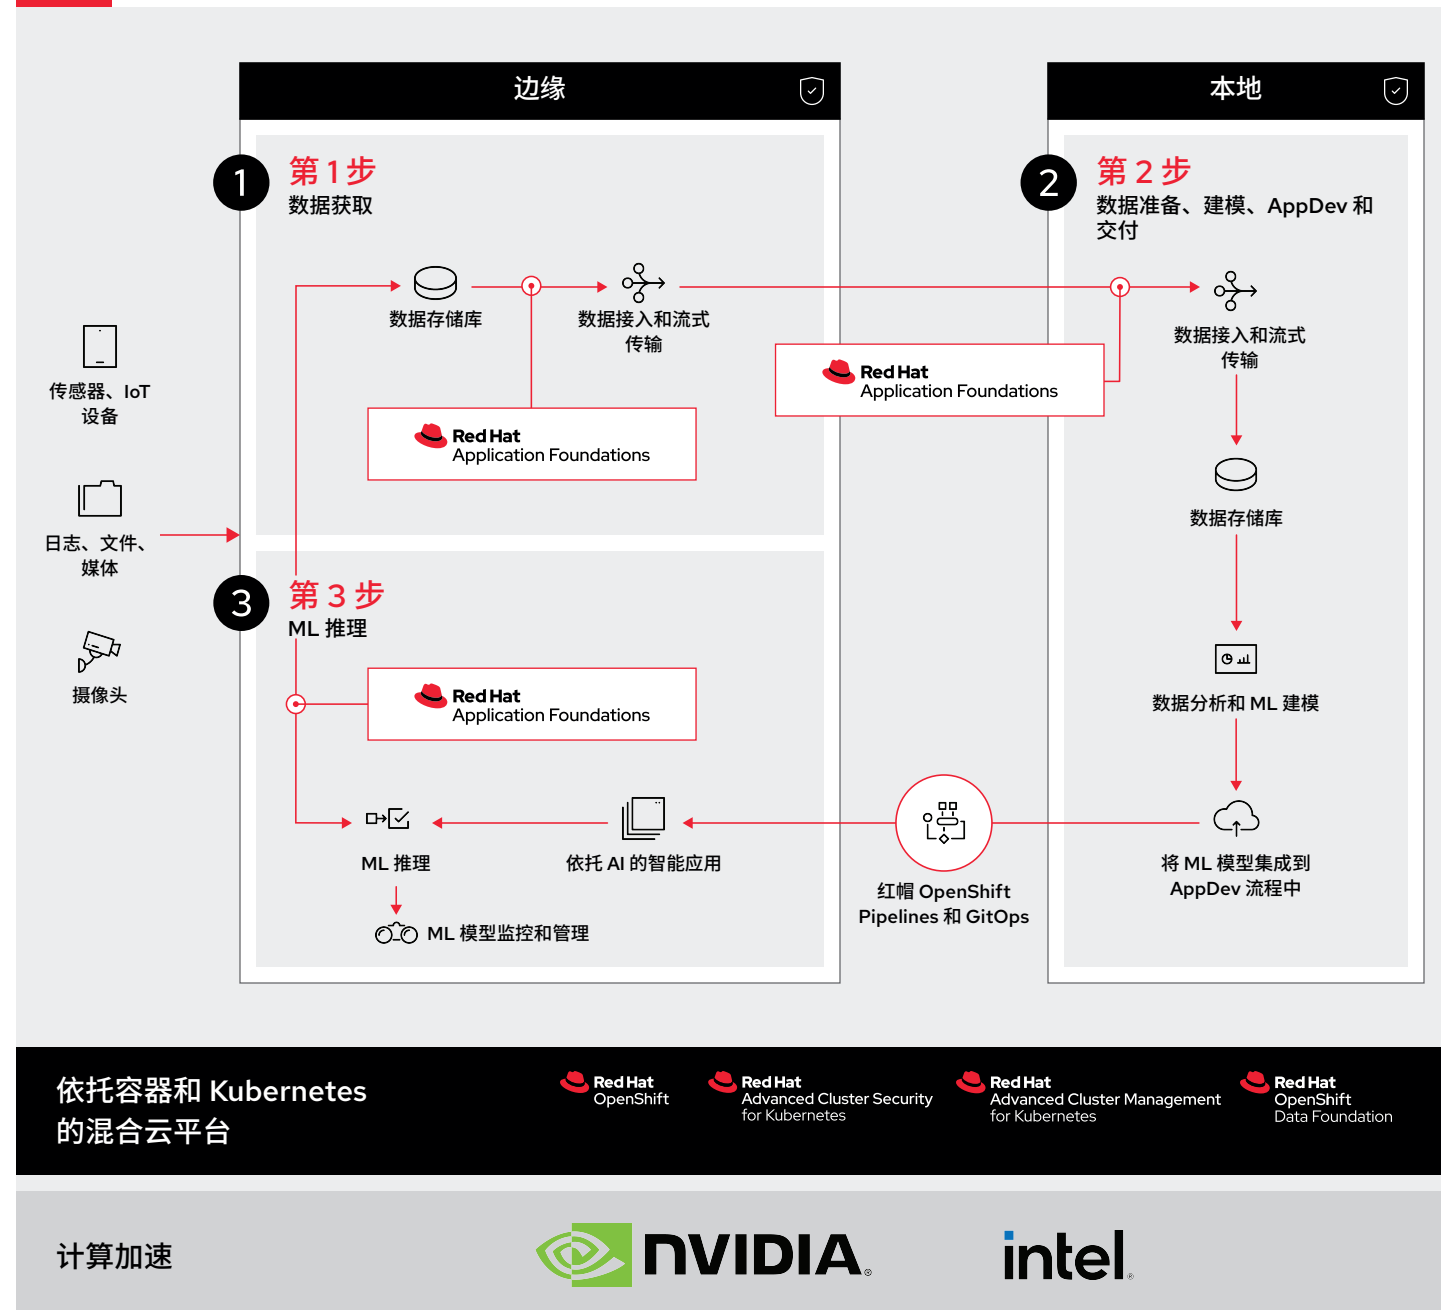 边缘
本地
1
第 1 步
数据获取
2
第 2 步
数据准备、建模、AppDev 和
交付
数据存储库
数据接入和流式
传输
数据接入和流式
传输
传感器、IoT
设备
Red Hat
Application Foundations
Red Hat
Application Foundations
日志、文件、
媒体
数据存储库
3
第 3 步
ML 推理
摄像头
Red Hat
Application Foundations
数据分析和 ML 建模
ML 推理
依托 AI 的智能应用
红帽 OpenShift
Pipelines 和 GitOps
将 ML 模型集成到
AppDev 流程中
ML 模型监控和管理
依托容器和 Kubernetes
的混合云平台
Red Hat
OpenShift
Red Hat
Advanced Cluster Security
for Kubernetes
Red Hat
Advanced Cluster Management
for Kubernetes
Red Hat
OpenShift
Data Foundation
计算加速
NVIDIA®
intel®